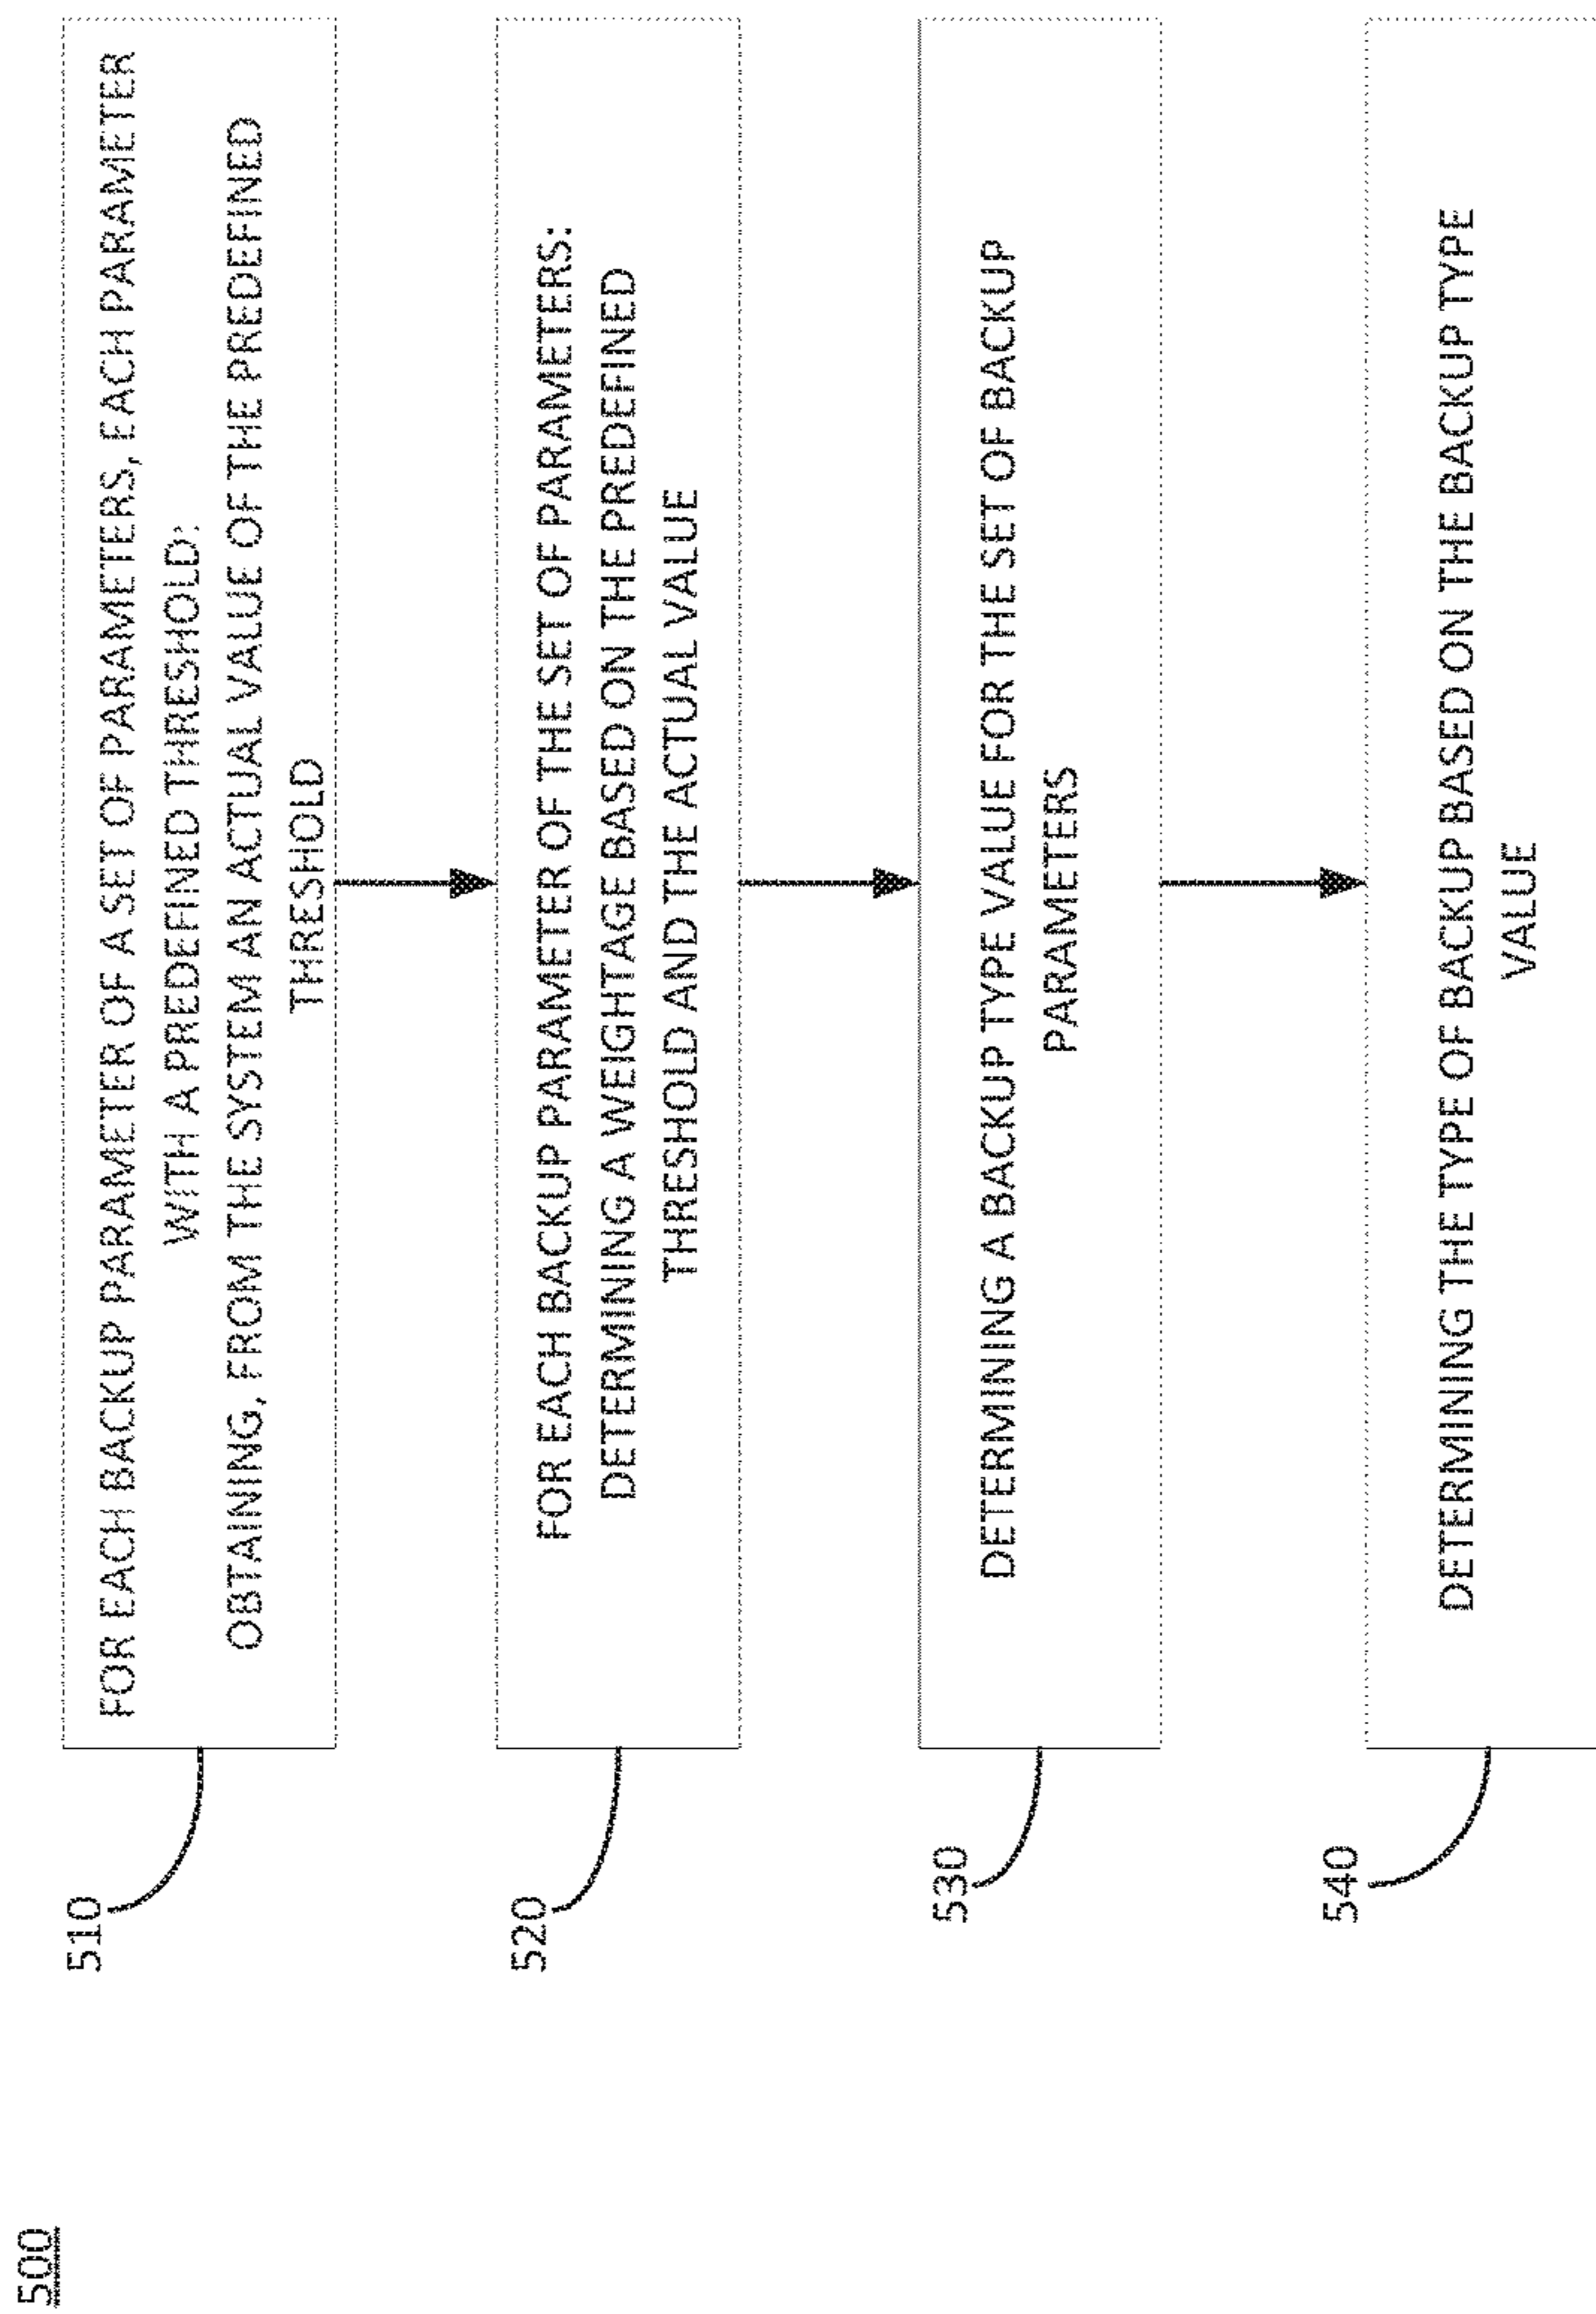 500
510
FOR EACH BACKUP PARAMETER OF A SET OF PARAMETERS, EACH PARAMETER
WITH A PREDEFINED THRESHOLD:
OBTAINING, FROM THE SYSTEM AN ACTUAL VALUE OF THE PREDEFINED
THRESHOLD
520
FOR EACH BACKUP PARAMETER OF THE SET OF PARAMETERS:
DETERMINING A WEIGHTAGE BASED ON THE PREDEFINED
THRESHOLD AND THE ACTUAL VALUE
530
DETERMINING A BACKUP TYPE VALUE FOR THE SET OF BACKUP
PARAMETERS
540
DETERMINING THE TYPE OF BACKUP BASED ON THE BACKUP TYPE
VALUE